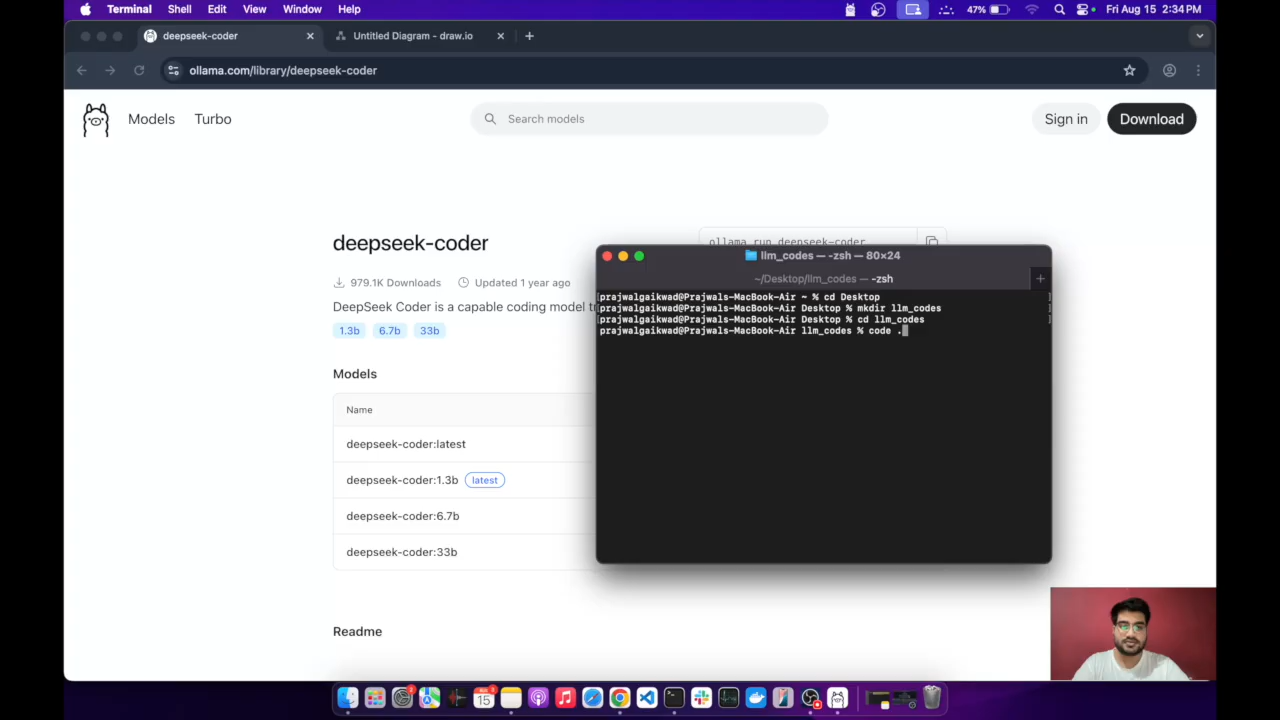 Terminal Shell Edit View Window Help 47% Fri Aug 15 2:34 PM
deepseek-coder Untitled Diagram - draw.io
ollama.com/library/deepseek-coder
Models Turbo Search models Sign in Download
deepseek-coder
ollama run deepseek-coder
979.1K Downloads Updated 1 year ago
DeepSeek Coder is a capable coding model
1.3b 6.7b 33b
Models
Name
deepseek-coder:latest
deepseek-coder:1.3b latest
deepseek-coder:6.7b
deepseek-coder:33b
Readme
llm_codes — -zsh — 80×24
~/Desktop/llm_codes — -zsh
[prajwalgaikwad@Prajwals-MacBook-Air ~ % cd Desktop ]
[prajwalgaikwad@Prajwals-MacBook-Air Desktop % mkdir llm_codes ]
[prajwalgaikwad@Prajwals-MacBook-Air Desktop % cd llm_codes ]
prajwalgaikwad@Prajwals-MacBook-Air llm_codes % code .
15